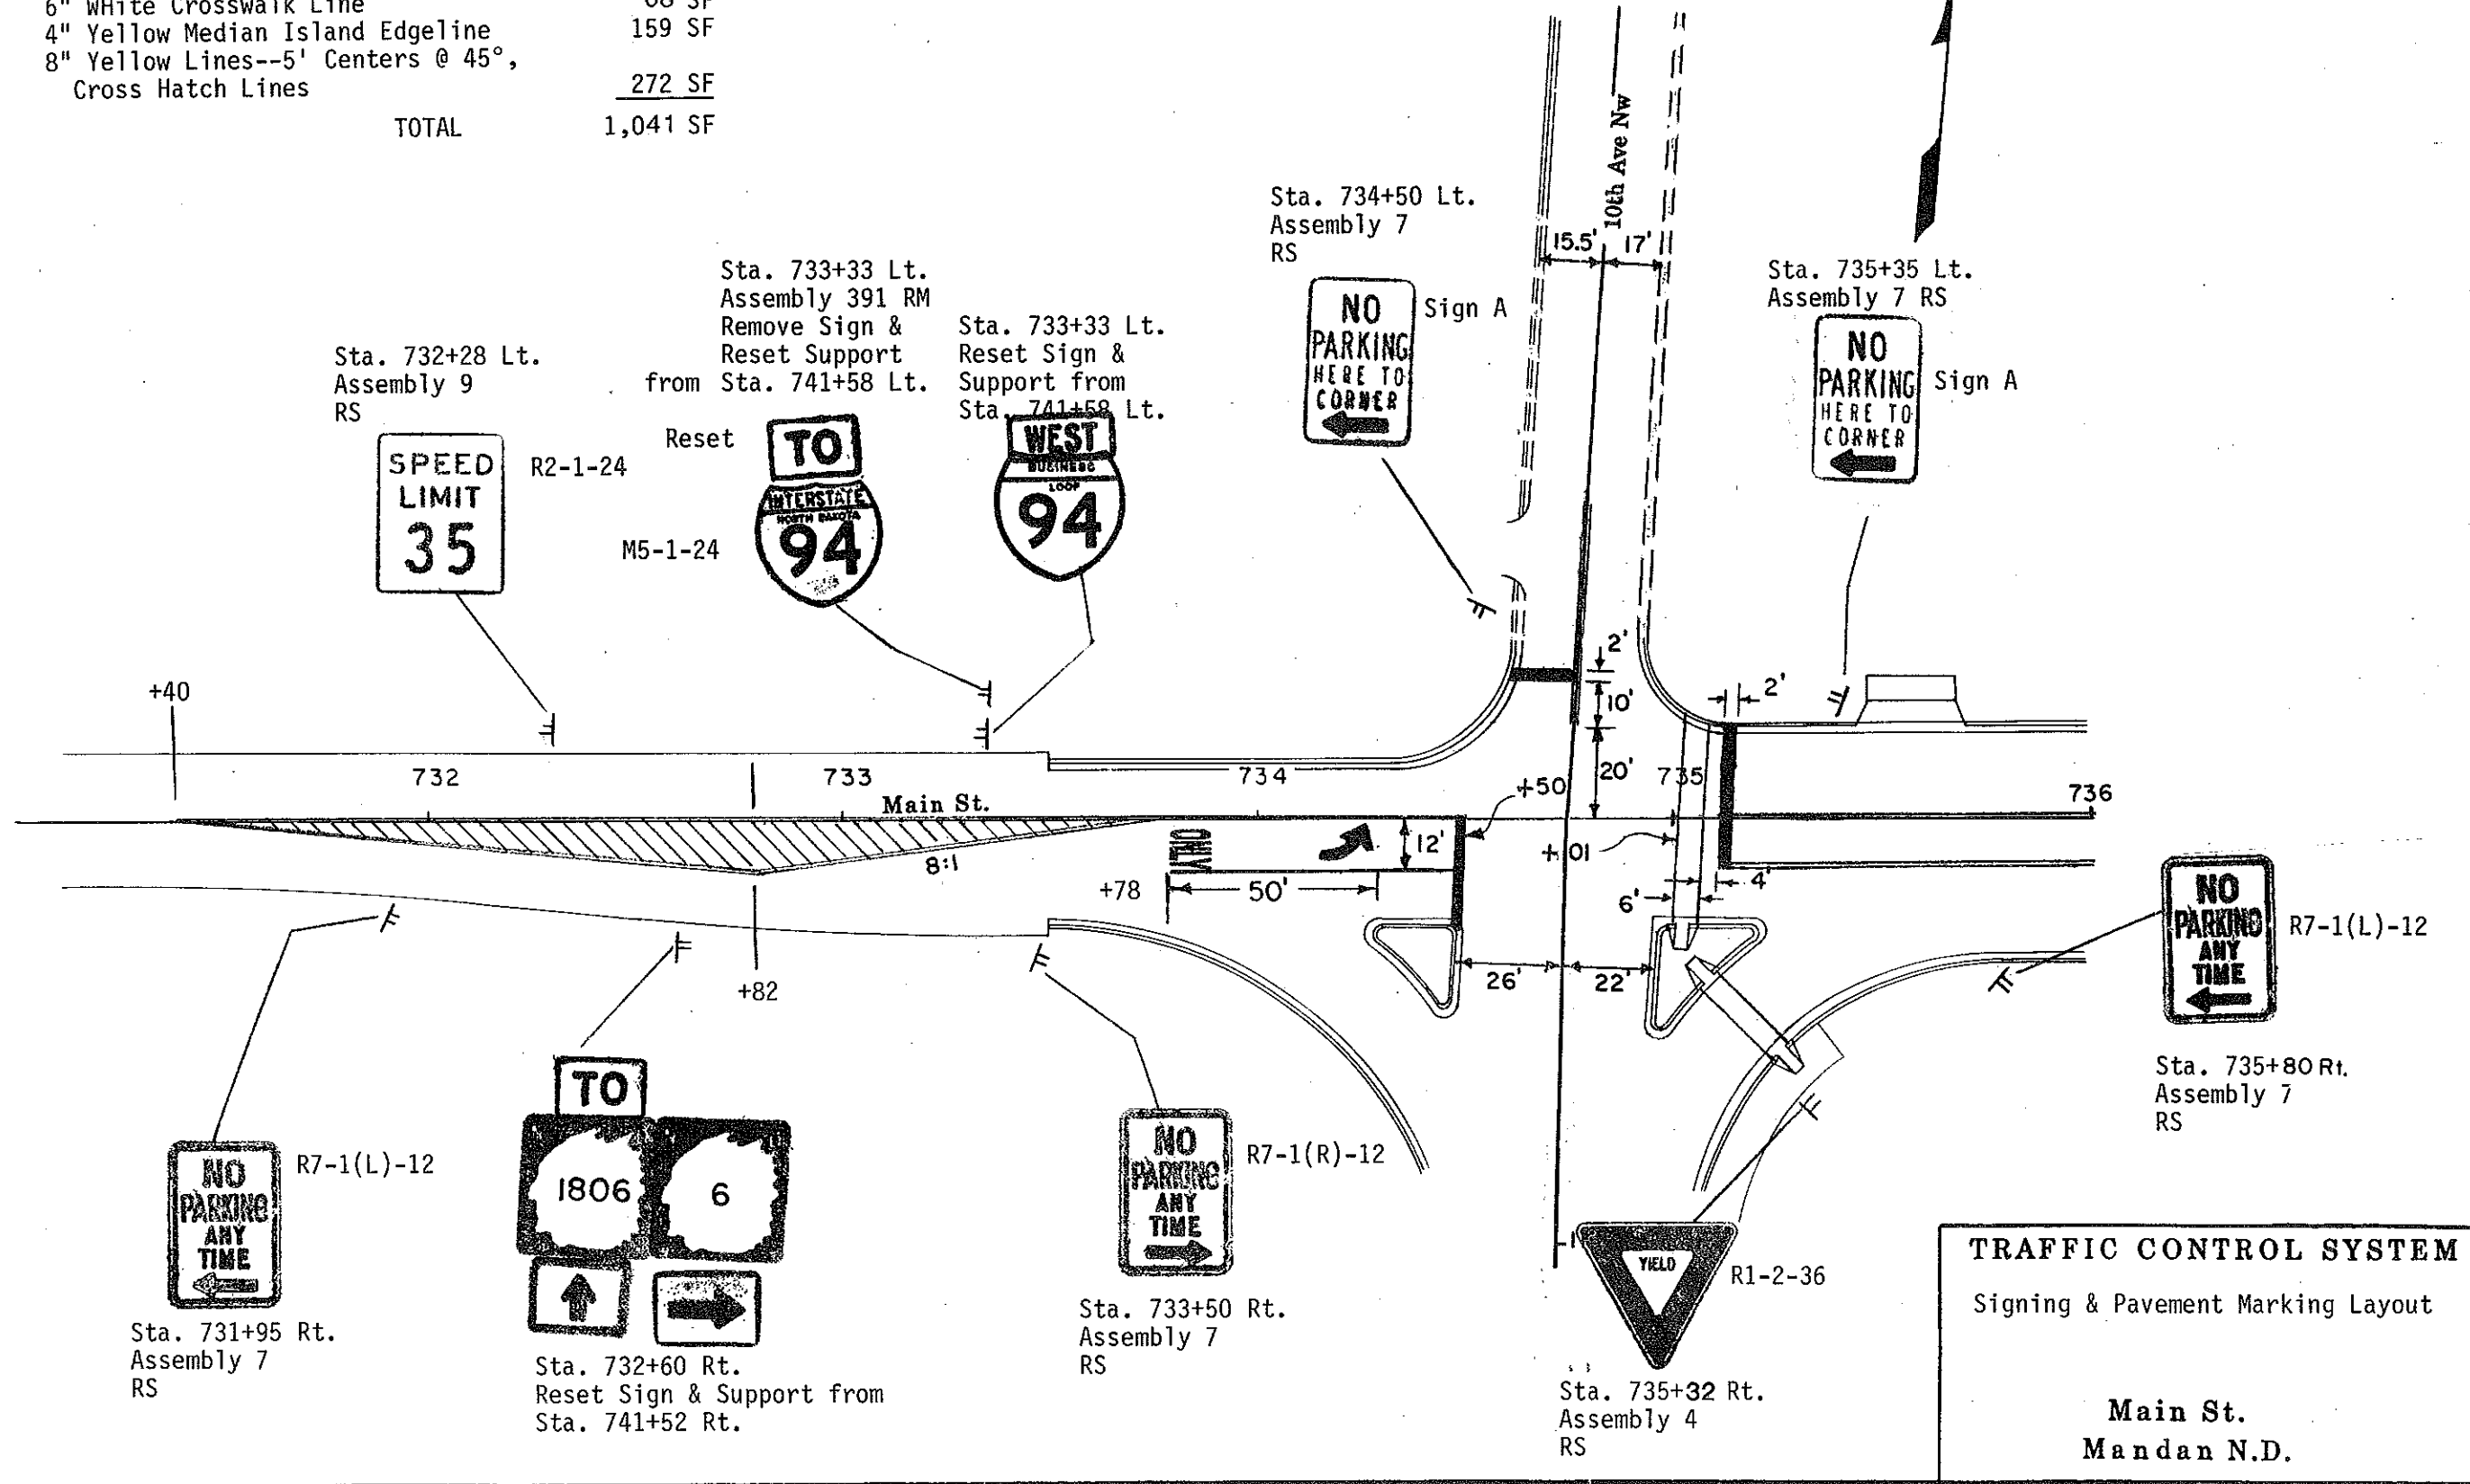 6" WHite Crosswalk Line 68 SF
4" Yellow Median Island Edgeline 159 SF
8" Yellow Lines--5' Centers @ 45°,
Cross Hatch Lines 272 SF
TOTAL 1,041 SF
10th Ave Nw
15.5' 17'
Sta. 734+50 Lt.
Assembly 7
RS
NO
PARKING
HERE TO
CORNER
Sign A
Sta. 735+35 Lt.
Assembly 7 RS
NO
PARKING
HERE TO
CORNER
Sign A
Sta. 733+33 Lt.
Assembly 391 RM
Remove Sign &
Reset Support
from Sta. 741+58 Lt.
Sta. 733+33 Lt.
Reset Sign &
Support from
Sta. 741+58 Lt.
Sta. 732+28 Lt.
Assembly 9
RS
SPEED
LIMIT
35
R2-1-24
Reset
TO
INTERSTATE
NORTH DAKOTA
94
M5-1-24
WEST
BUSINESS
LOOP
94
+40
732
733
734
735
736
Main St.
2'
10'
20'
2'
+50
+01
12'
ONLY
8:1
+78
50'
4'
6'
26'
22'
+82
NO
PARKING
ANY
TIME
R7-1(L)-12
Sta. 735+80 Rt.
Assembly 7
RS
NO
PARKING
ANY
TIME
R7-1(L)-12
Sta. 731+95 Rt.
Assembly 7
RS
TO
1806
6
Sta. 732+60 Rt.
Reset Sign & Support from
Sta. 741+52 Rt.
NO
PARKING
ANY
TIME
R7-1(R)-12
Sta. 733+50 Rt.
Assembly 7
RS
YIELD
R1-2-36
Sta. 735+32 Rt.
Assembly 4
RS
TRAFFIC CONTROL SYSTEM
Signing & Pavement Marking Layout
Main St.
Mandan N.D.